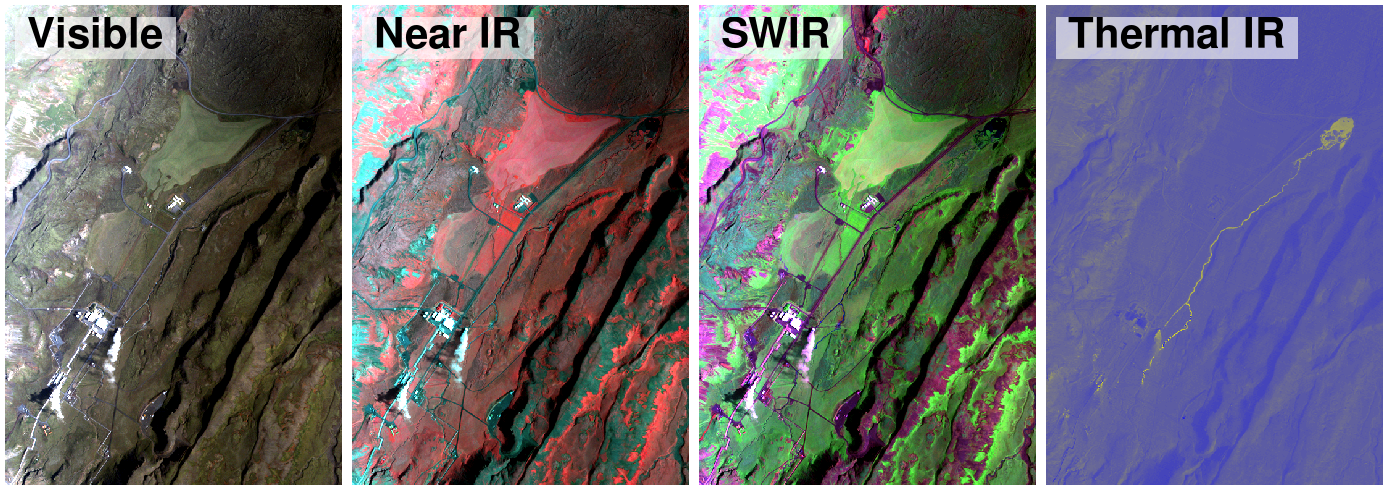 Visible
Near IR
SWIR
Thermal IR